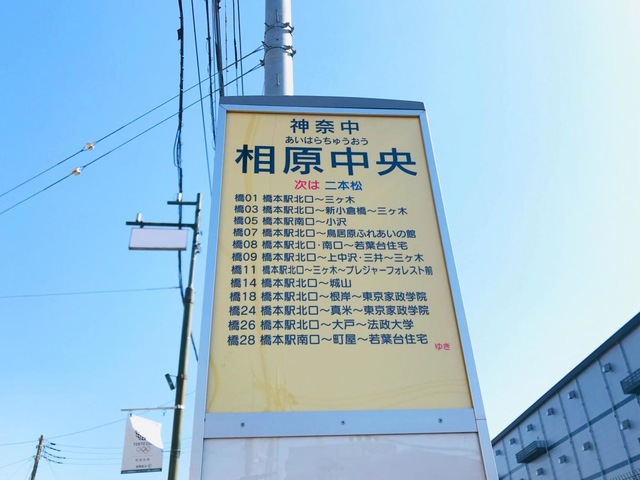 神奈中
あいはらちゅうおう
相原中央
次は 二本松
橋01 橋本駅北口～三ヶ木
橋03 橋本駅北口～新小倉橋～三ヶ木
橋05 橋本駅南口～小沢
橋07 橋本駅北口～鳥居原ふれあいの館
橋08 橋本駅北口・南口～若葉台住宅
橋09 橋本駅北口～上中沢・三井～三ヶ木
橋11 橋本駅北口～三ヶ木～プレジャーフォレスト前
橋14 橋本駅北口～城山
橋18 橋本駅北口～根岸～東京家政学院
橋24 橋本駅北口～真米～東京家政学院
橋26 橋本駅北口～大戸～法政大学
橋28 橋本駅南口～町屋～若葉台住宅
ゆき